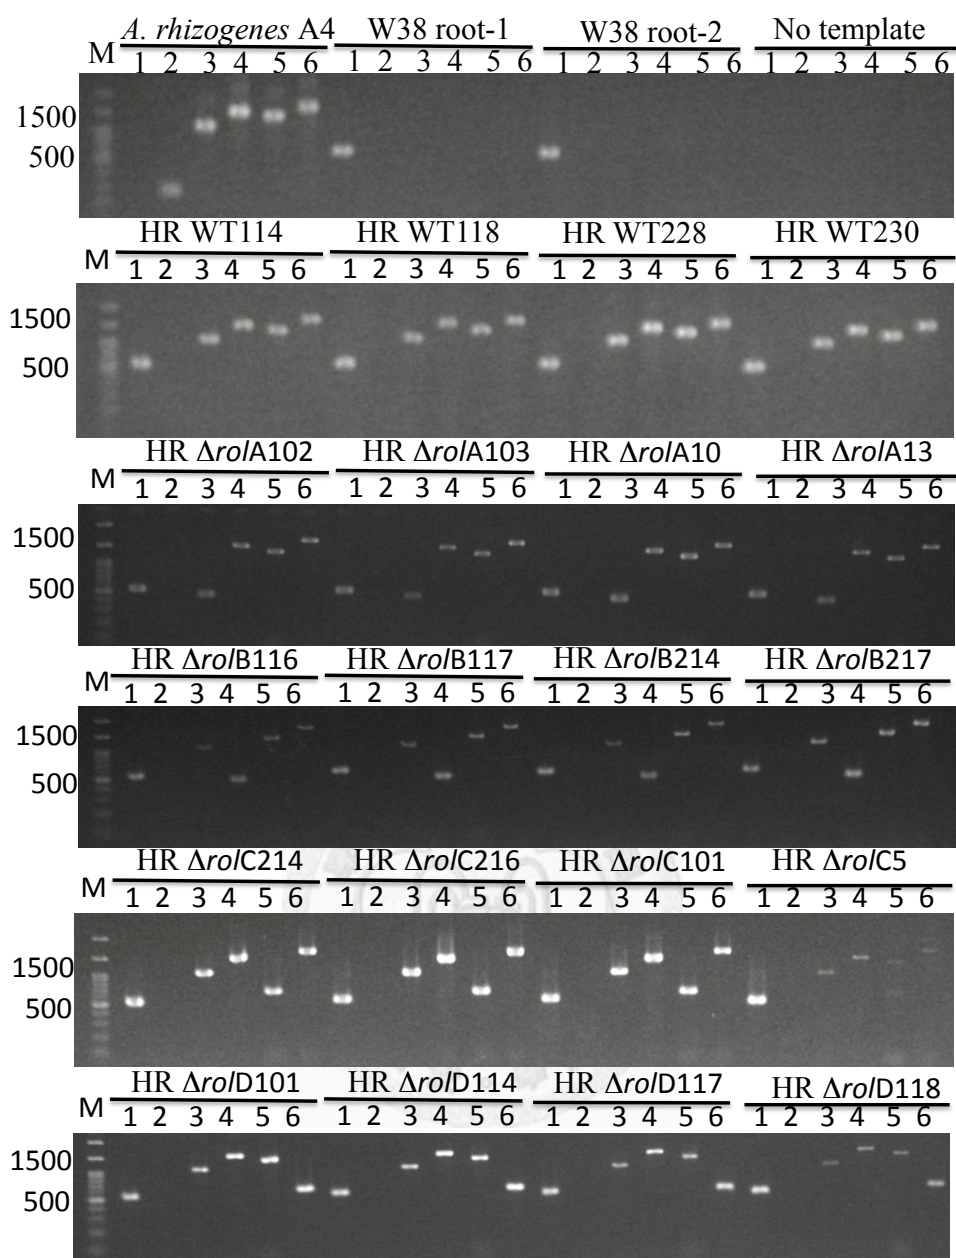 A. rhizogenes A4 W38 root-1 W38 root-2 No template
M 1 2 3 4 5 6 1 2 3 4 5 6 1 2 3 4 5 6 1 2 3 4 5 6
1500
500
HR WT114 HR WT118 HR WT228 HR WT230
M 1 2 3 4 5 6 1 2 3 4 5 6 1 2 3 4 5 6 1 2 3 4 5 6
1500
500
HR ΔrolA102 HR ΔrolA103 HR ΔrolA10 HR ΔrolA13
M 1 2 3 4 5 6 1 2 3 4 5 6 1 2 3 4 5 6 1 2 3 4 5 6
1500
500
HR ΔrolB116 HR ΔrolB117 HR ΔrolB214 HR ΔrolB217
M 1 2 3 4 5 6 1 2 3 4 5 6 1 2 3 4 5 6 1 2 3 4 5 6
1500
500
HR ΔrolC214 HR ΔrolC216 HR ΔrolC101 HR ΔrolC5
M 1 2 3 4 5 6 1 2 3 4 5 6 1 2 3 4 5 6 1 2 3 4 5 6
1500
500
HR ΔrolD101 HR ΔrolD114 HR ΔrolD117 HR ΔrolD118
M 1 2 3 4 5 6 1 2 3 4 5 6 1 2 3 4 5 6 1 2 3 4 5 6
1500
500